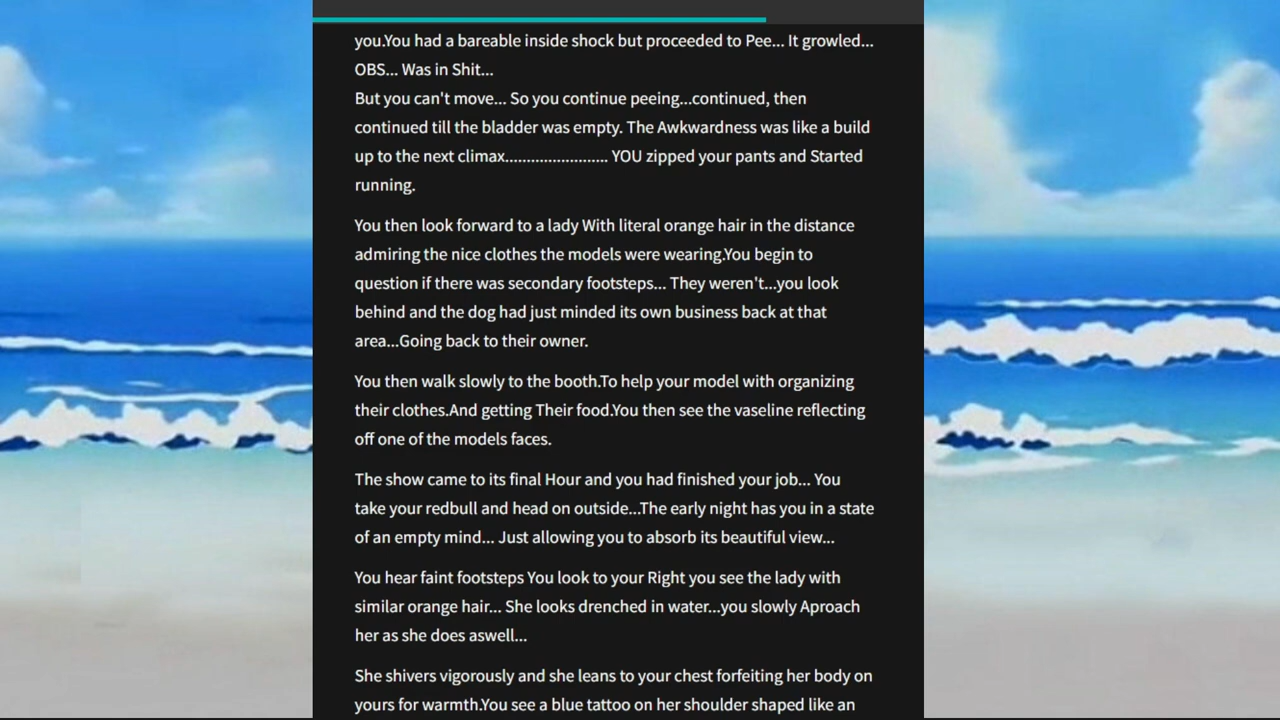 you.You had a bareable inside shock but proceeded to Pee... It growled...
OBS... Was in Shit...
But you can't move... So you continue peeing...continued, then
continued till the bladder was empty. The Awkwardness was like a build
up to the next climax........................ YOU zipped your pants and Started
running.
You then look forward to a lady With literal orange hair in the distance
admiring the nice clothes the models were wearing.You begin to
question if there was secondary footsteps... They weren't...you look
behind and the dog had just minded its own business back at that
area...Going back to their owner.
You then walk slowly to the booth.To help your model with organizing
their clothes.And getting Their food.You then see the vaseline reflecting
off one of the models faces.
The show came to its final Hour and you had finished your job... You
take your redbull and head on outside...The early night has you in a state
of an empty mind... Just allowing you to absorb its beautiful view...
You hear faint footsteps You look to your Right you see the lady with
similar orange hair... She looks drenched in water...you slowly Aproach
her as she does aswell...
She shivers vigorously and she leans to your chest forfeiting her body on
yours for warmth.You see a blue tattoo on her shoulder shaped like an